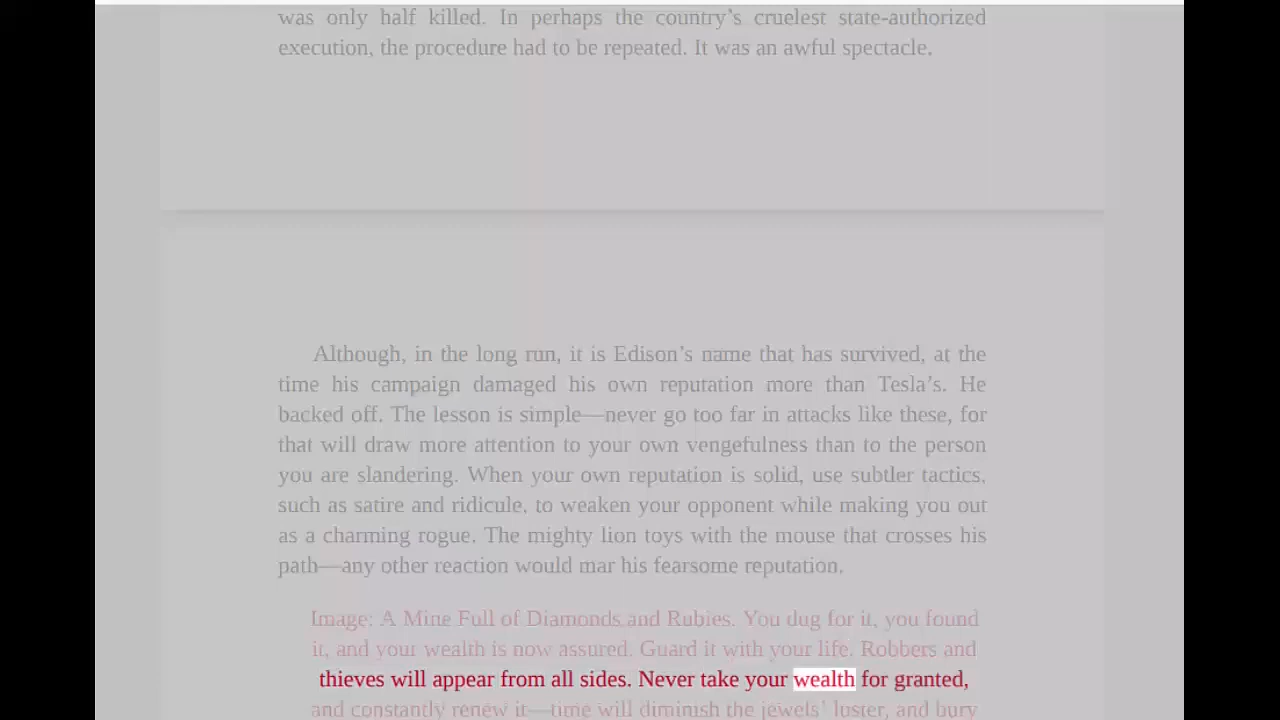 was only half killed. In perhaps the country’s cruelest state-authorized
execution, the procedure had to be repeated. It was an awful spectacle.
Although, in the long run, it is Edison’s name that has survived, at the
time his campaign damaged his own reputation more than Tesla’s. He
backed off. The lesson is simple—never go too far in attacks like these, for
that will draw more attention to your own vengefulness than to the person
you are slandering. When your own reputation is solid, use subtler tactics,
such as satire and ridicule, to weaken your opponent while making you out
as a charming rogue. The mighty lion toys with the mouse that crosses his
path—any other reaction would mar his fearsome reputation.
Image: A Mine Full of Diamonds and Rubies. You dug for it, you found
it, and your wealth is now assured. Guard it with your life. Robbers and
thieves will appear from all sides. Never take your wealth for granted,
and constantly renew it—time will diminish the jewels’ luster, and bury